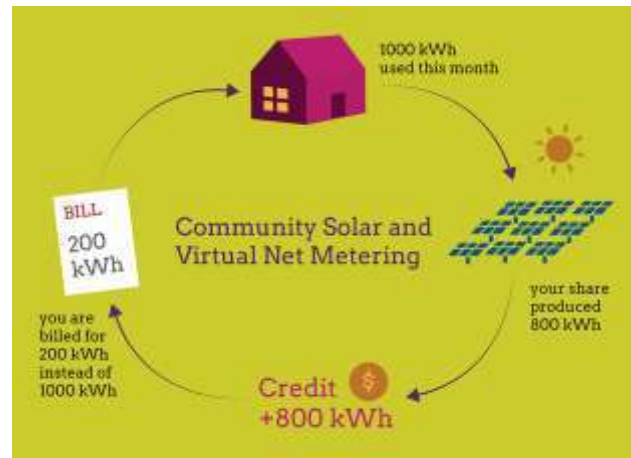 1000 kWh
used this month
Community Solar and
Virtual Net Metering
BILL
200
kWh
your share
produced
800 kWh
you are
billed for
200 kWh
instead of
1000 kWh
Credit $
+800 kWh